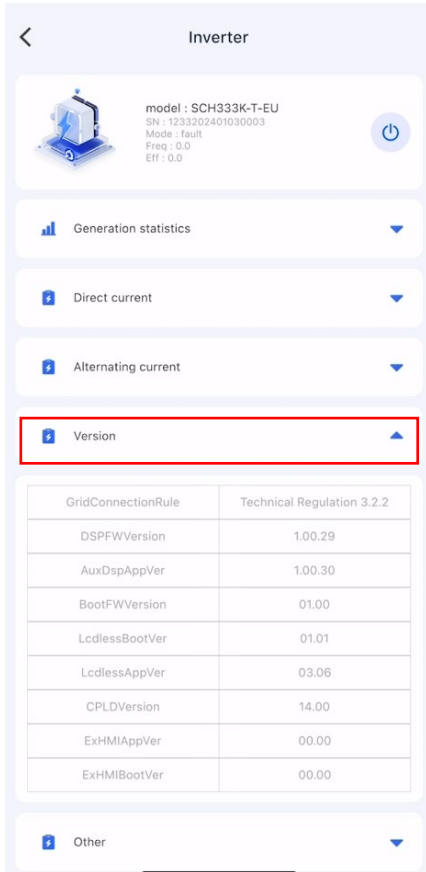 Inverter
model : SCH333K-T-EU
SN : 1233202401030003
Mode : fault
Freq : 0.0
Eff : 0.0
Generation statistics
Direct current
Alternating current
Version
GridConnectionRule Technical Regulation 3.2.2
DSPFWVersion 1.00.29
AuxDspAppVer 1.00.30
BootFWVersion 01.00
LcdlessBootVer 01.01
LcdlessAppVer 03.06
CPLDVersion 14.00
ExHMIAppVer 00.00
ExHMIBootVer 00.00
Other